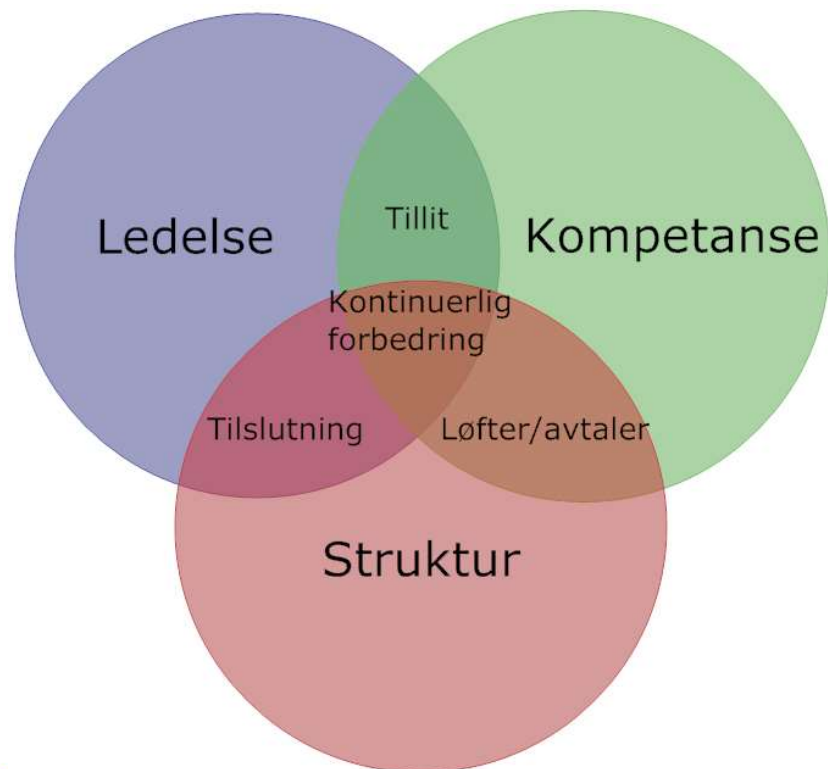 Ledelse
Tillit
Kompetanse
Kontinuerlig
forbedring
Tilslutning
Løfter/avtaler
Struktur